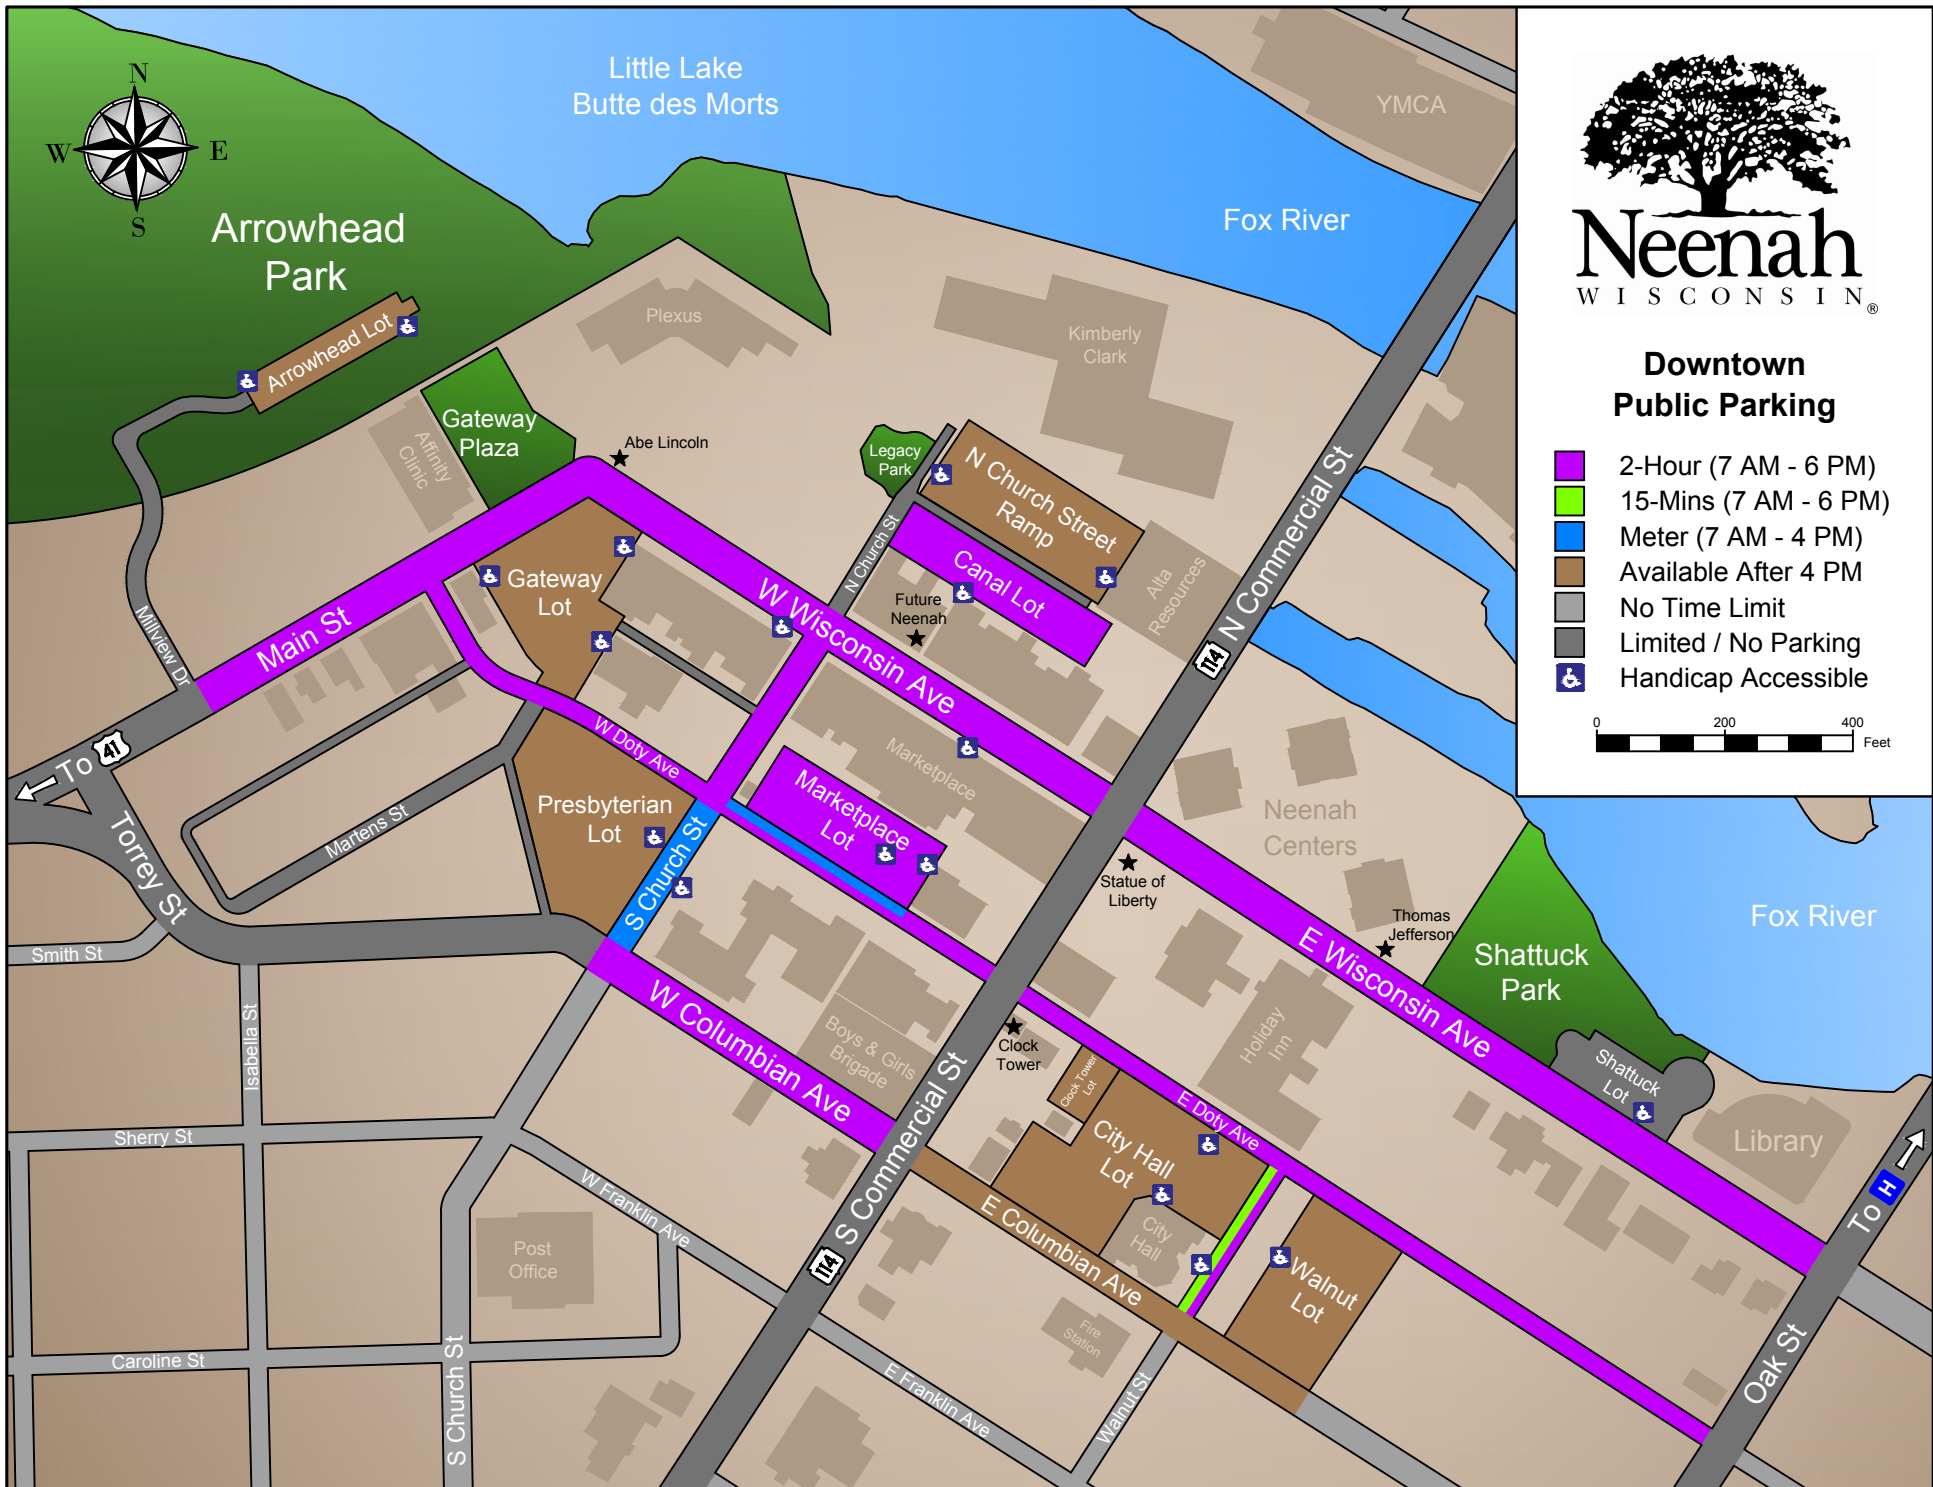 N
W
E
S
Little Lake
Butte des Morts
YMCA
Fox River
Arrowhead
Park
Arrowhead Lot
Plexus
Kimberly
Clark
Gateway
Plaza
Affinity
Clinic
Abe Lincoln
Legacy
Park
N Church Street
Ramp
N Church St
Canal Lot
Alta
Resources
N Commercial St
114
Gateway
Lot
Future
Neenah
W Wisconsin Ave
Main St
Millview Dr
To 41
W Doty Ave
Marketplace
Marketplace
Lot
Neenah
Centers
Presbyterian
Lot
Martens St
Torrey St
S Church St
Statue of
Liberty
Thomas
Jefferson
Shattuck
Park
Fox River
E Wisconsin Ave
Smith St
Isabella St
W Columbian Ave
Boys & Girls
Brigade
Clock
Tower
Holiday
Inn
Shattuck
Lot
Library
Clock Tower
Lot
E Doty Ave
City Hall
Lot
City
Hall
Sherry St
W Franklin Ave
S Commercial St
114
E Columbian Ave
Walnut
Lot
To H
Post
Office
Fire
Station
Caroline St
S Church St
E Franklin Ave
Walnut St
Oak St
Neenah
WISCONSIN®
Downtown
Public Parking
2-Hour (7 AM - 6 PM)
15-Mins (7 AM - 6 PM)
Meter (7 AM - 4 PM)
Available After 4 PM
No Time Limit
Limited / No Parking
Handicap Accessible
0 200 400
Feet